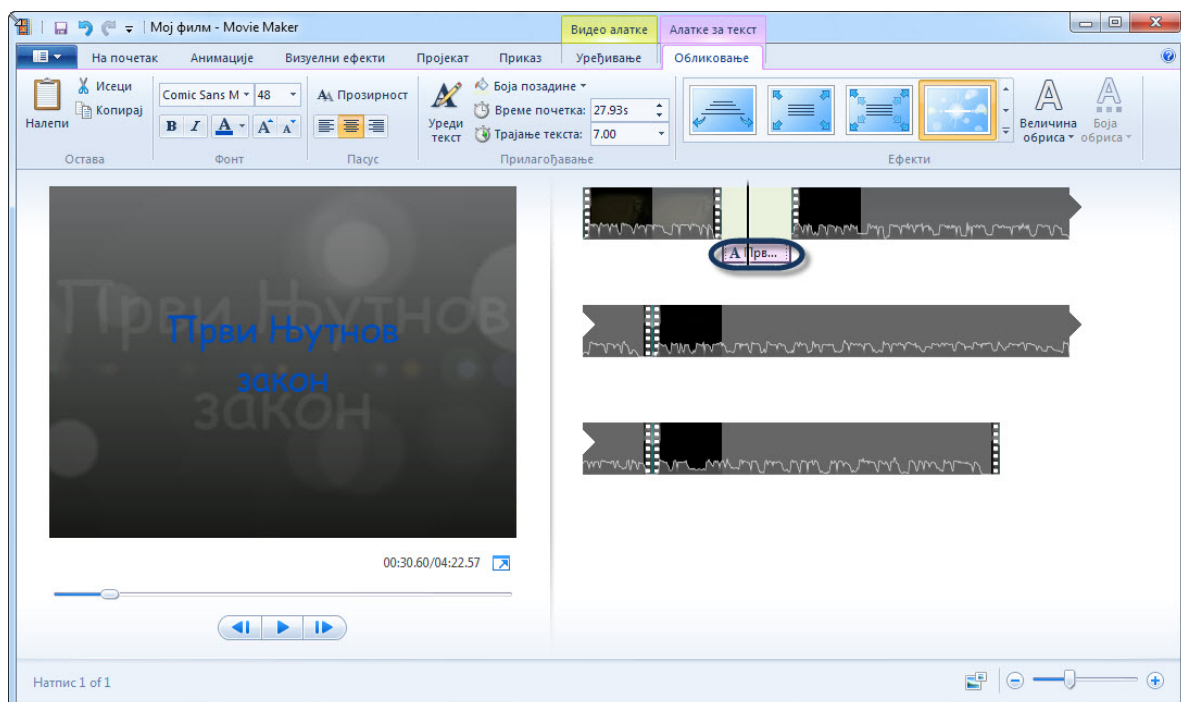 Мој филм - Movie Maker
Видео алатке
Алатке за текст
На почетак
Анимације
Визуелни ефекти
Пројекат
Приказ
Уређивање
Обликовање
Налепи
Исеци
Копирај
Остава
Comic Sans M
48
B I A A A
Фонт
Прозирност
Пасус
Уреди
текст
Боја позадине
Време почетка: 27.93s
Трајање текста: 7.00
Прилагођавање
Ефекти
Величина
обриса
Боја
обриса
Први Њутнов
закон
Први Њутнов
закон
A Прв...
00:30.60/04:22.57
Натпис 1 of 1